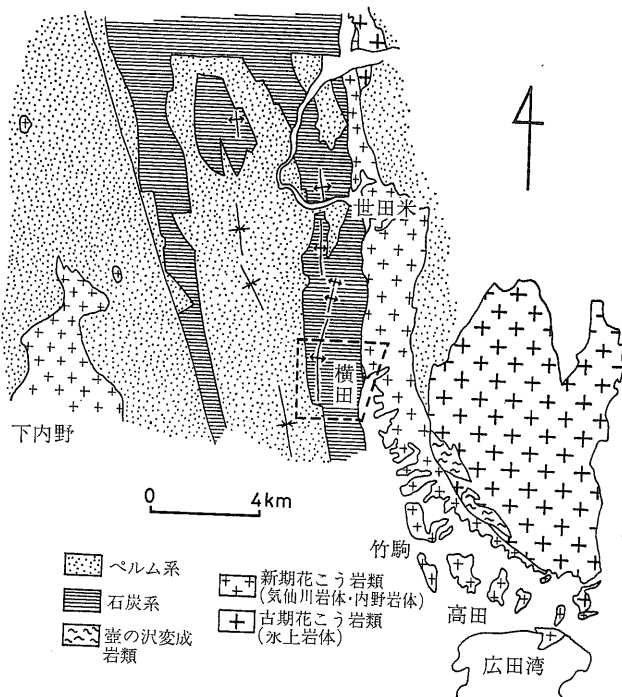 世田米
横田
下内野
0 4km
竹駒
高田
広田湾
ペルム系
石炭系
壺の沢変成
岩類
新期花こう岩類
(気仙川岩体・内野岩体)
古期花こう岩類
(氷上岩体)